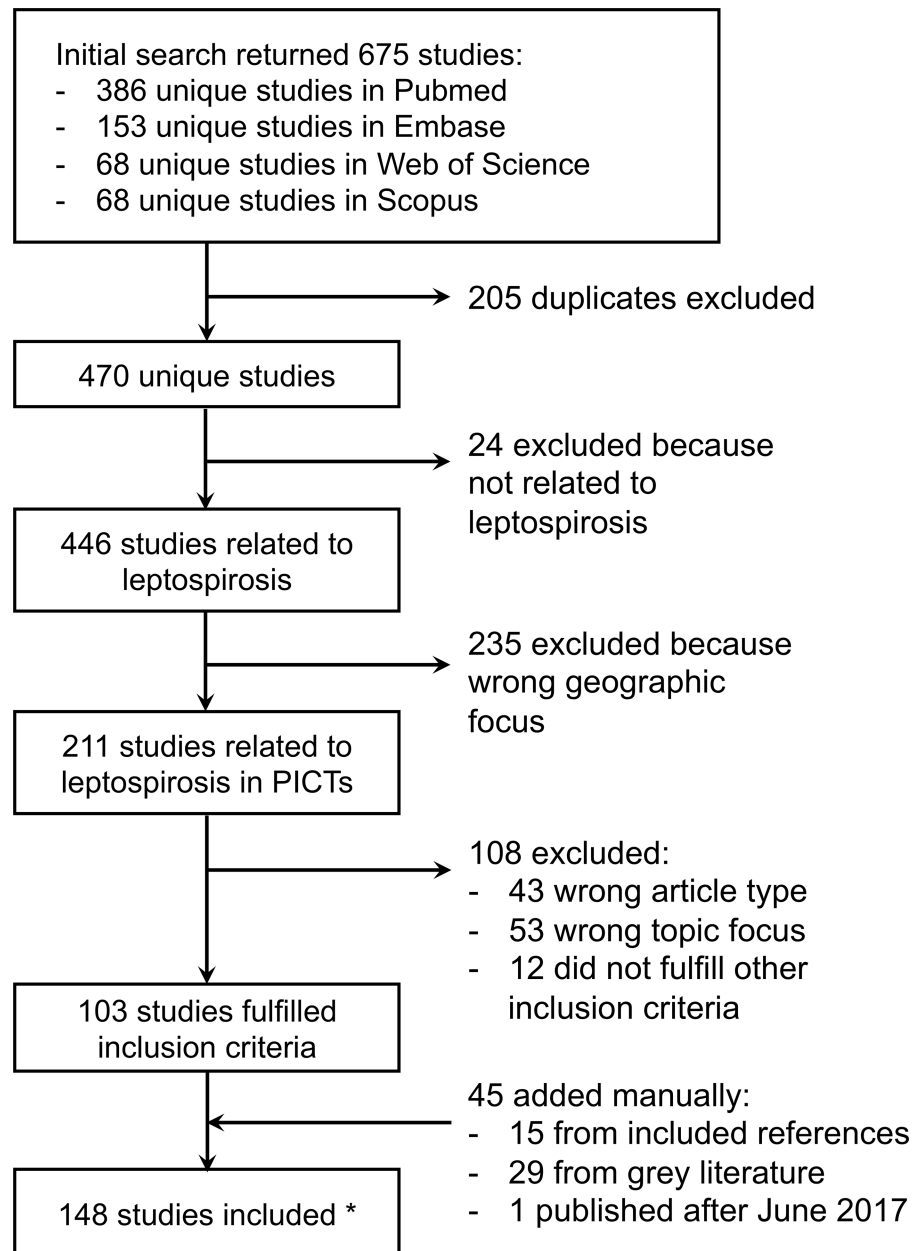 Initial search returned 675 studies:
- 386 unique studies in Pubmed
- 153 unique studies in Embase
- 68 unique studies in Web of Science
- 68 unique studies in Scopus
205 duplicates excluded
470 unique studies
24 excluded because
not related to
leptospirosis
446 studies related to
leptospirosis
235 excluded because
wrong geographic
focus
211 studies related to
leptospirosis in PICTs
108 excluded:
- 43 wrong article type
- 53 wrong topic focus
- 12 did not fulfill other
inclusion criteria
103 studies fulfilled
inclusion criteria
45 added manually:
- 15 from included references
- 29 from grey literature
- 1 published after June 2017
148 studies included *